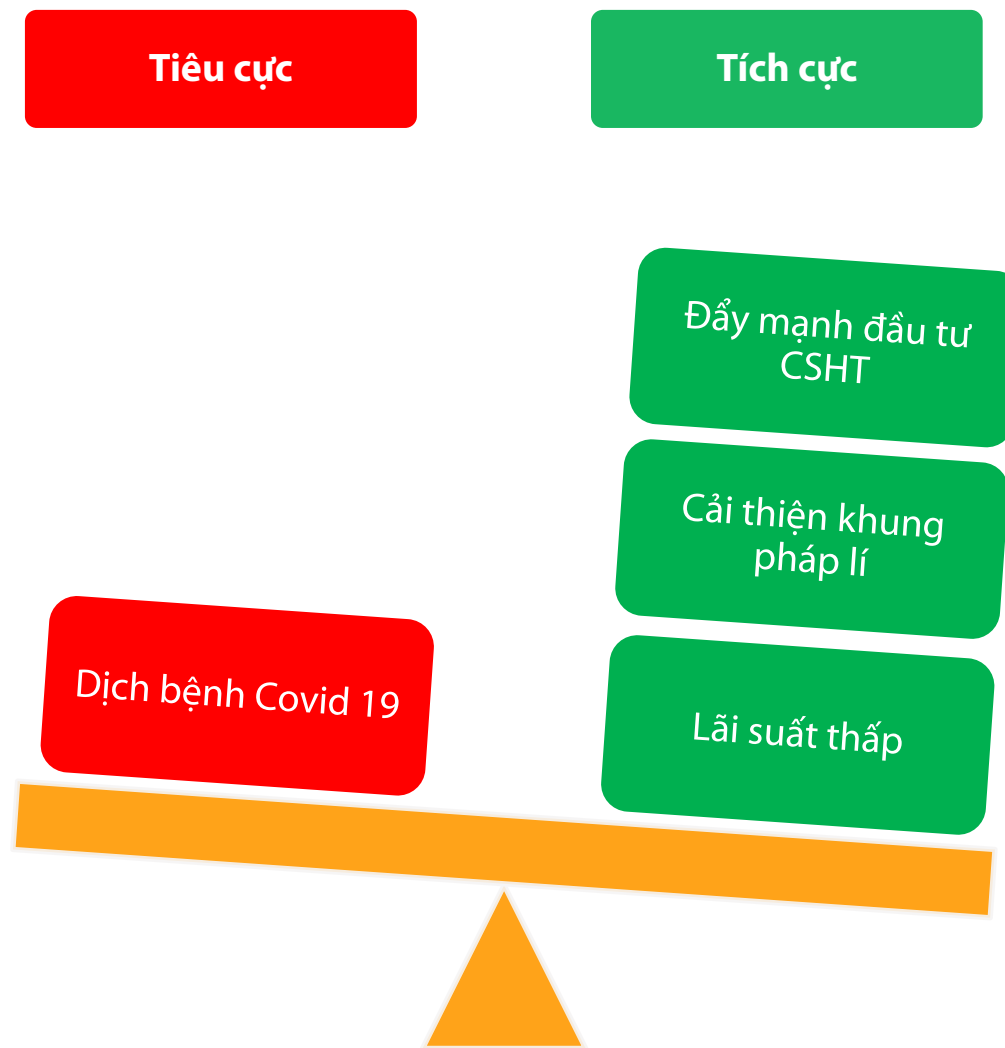 Tiêu cực
Tích cực
Đẩy mạnh đầu tư
CSHT
Cải thiện khung
pháp lí
Dịch bệnh Covid 19
Lãi suất thấp